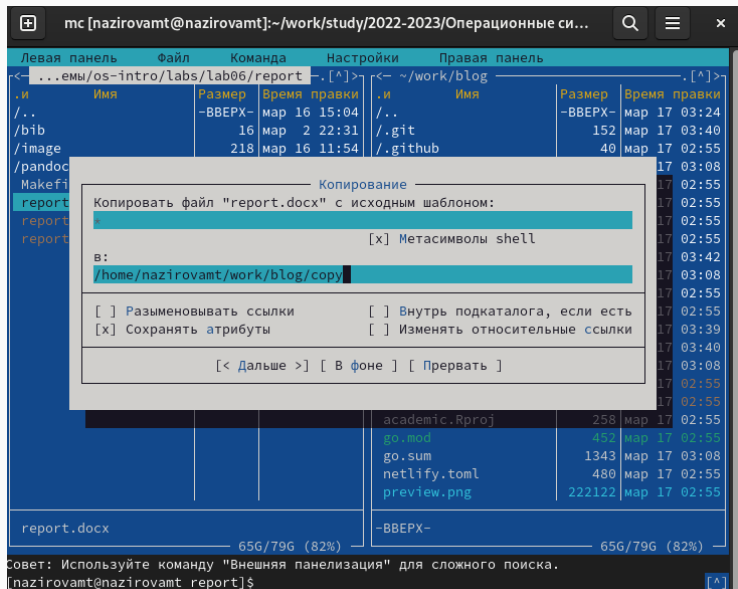 mc [nazirovamt@nazirovamt]:~/work/study/2022-2023/Операционные си...
Левая панель Файл Команда Настройки Правая панель
<— ...емы/os-intro/labs/lab06/report —.[^]> <— ~/work/blog —.[^]>
.и Имя Размер Время правки .и Имя Размер Время правки
/.. -ВВЕРХ- мар 16 15:04 /.. -ВВЕРХ- мар 17 03:24
/bib 16 мар 2 22:31 /.git 152 мар 17 03:40
/image 218 мар 16 11:54 /.github 40 мар 17 02:55
/pandoc 17 03:08
Makefi Копирование 17 02:55
report Копировать файл "report.docx" с исходным шаблоном: 17 02:55
report * 17 02:55
report [x] Метасимволы shell 17 02:55
в: 17 03:42
/home/nazirovamt/work/blog/copy 17 03:08
17 02:55
[ ] Разыменовывать ссылки [ ] Внутрь подкаталога, если есть 17 02:55
[x] Сохранять атрибуты [ ] Изменять относительные ссылки 17 03:39
17 03:40
[< Дальше >] [ В фоне ] [ Прервать ] 17 03:08
17 02:55
17 02:55
academic.Rproj 258 мар 17 02:55
go.mod 452 мар 17 02:55
go.sum 1343 мар 17 03:08
netlify.toml 480 мар 17 02:55
preview.png 222122 мар 17 02:55
report.docx -ВВЕРХ-
65G/79G (82%) 65G/79G (82%)
Совет: Используйте команду "Внешняя панелизация" для сложного поиска.
[nazirovamt@nazirovamt report]$ [^]